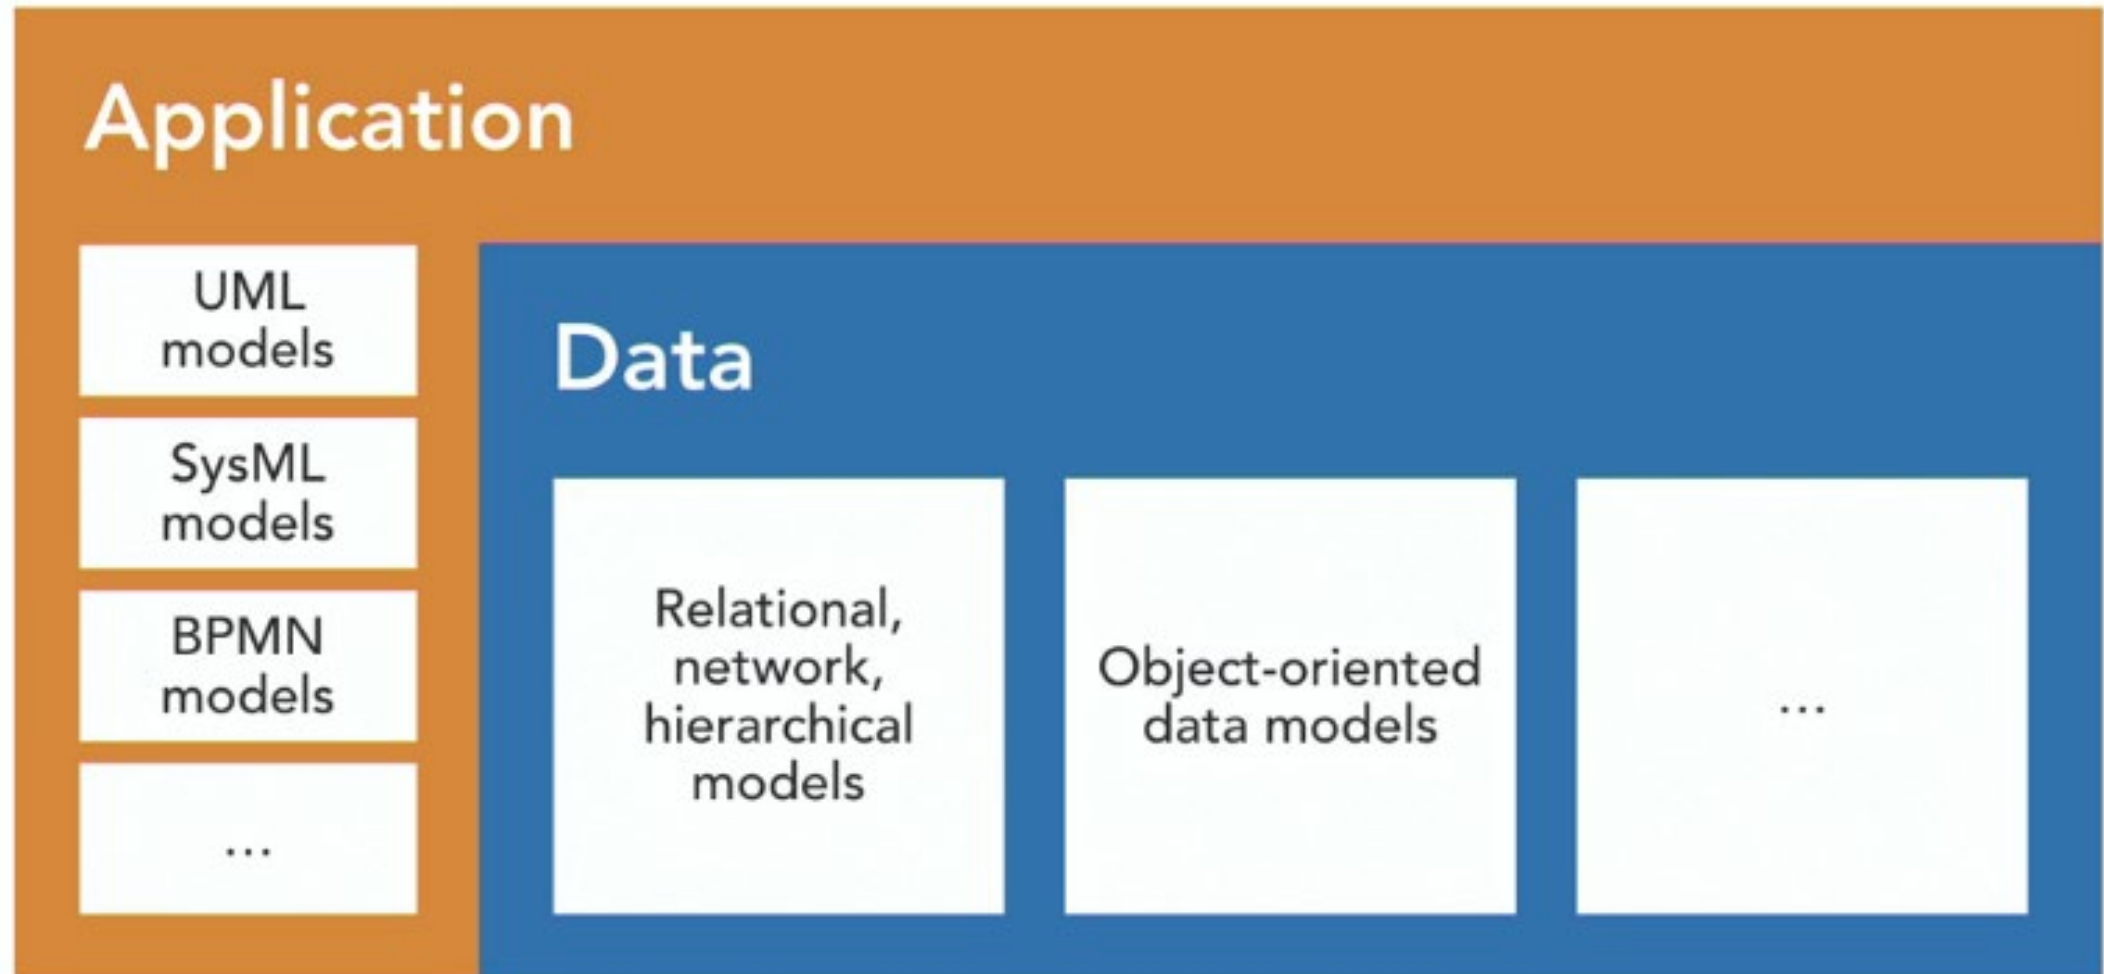 Application
UML
models
SysML
models
BPMN
models
...
Data
Relational,
network,
hierarchical
models
Object-oriented
data models
...